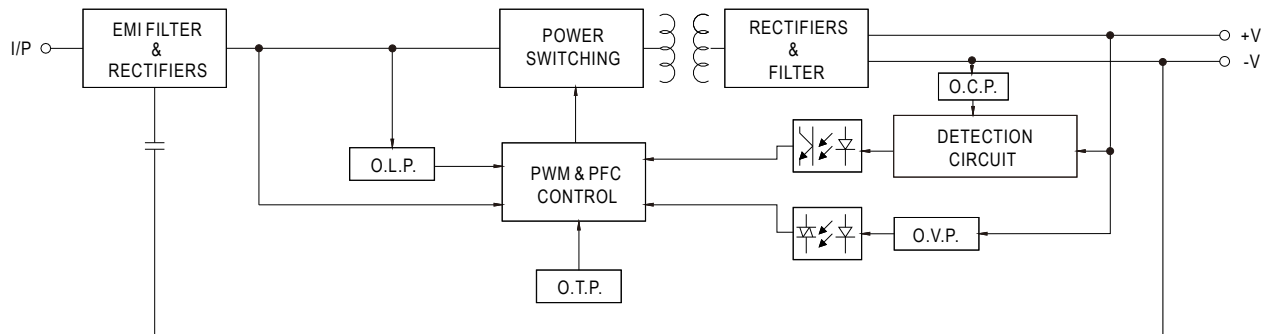 I/P
EMI FILTER
&
RECTIFIERS
POWER
SWITCHING
RECTIFIERS
&
FILTER
+V
-V
O.C.P.
DETECTION
CIRCUIT
O.L.P.
PWM & PFC
CONTROL
O.V.P.
O.T.P.